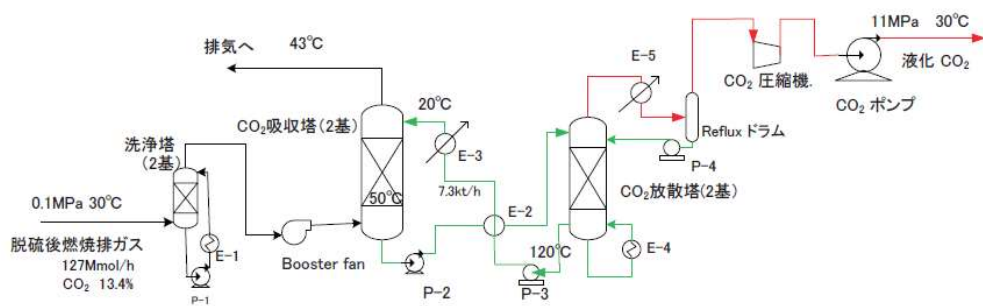 排気へ 43℃
CO₂吸収塔(2基)
20℃
E-3
7.3kt/h
50℃
洗浄塔
(2基)
0.1MPa 30℃
脱硫後燃焼排ガス
127Mmol/h
CO₂ 13.4%
E-1
P-1
Booster fan
P-2
E-2
P-3
120℃
E-4
CO₂放散塔(2基)
E-5
Reflux ドラム
P-4
CO₂ 圧縮機.
11MPa 30℃
液化 CO₂
CO₂ ポンプ